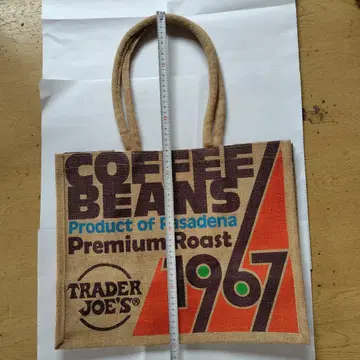 COFFEE
BEANS
Product of Pasadena
Premium Roast
1967
TRADER
JOE'S®